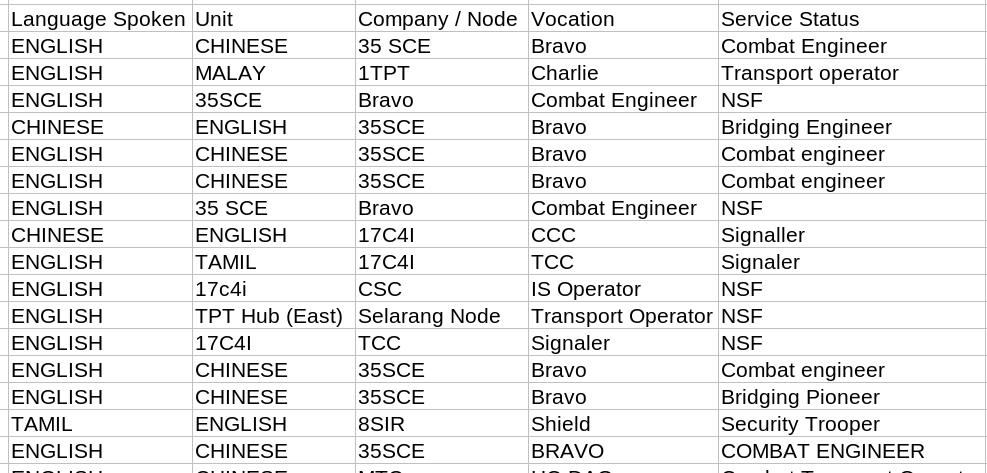 Language Spoken Unit Company / Node Vocation Service Status
ENGLISH CHINESE 35 SCE Bravo Combat Engineer
ENGLISH MALAY 1TPT Charlie Transport operator
ENGLISH 35SCE Bravo Combat Engineer NSF
CHINESE ENGLISH 35SCE Bravo Bridging Engineer
ENGLISH CHINESE 35SCE Bravo Combat engineer
ENGLISH CHINESE 35SCE Bravo Combat engineer
ENGLISH 35 SCE Bravo Combat Engineer NSF
CHINESE ENGLISH 17C4I CCC Signaller
ENGLISH TAMIL 17C4I TCC Signaler
ENGLISH 17c4i CSC IS Operator NSF
ENGLISH TPT Hub (East) Selarang Node Transport Operator NSF
ENGLISH 17C4I TCC Signaler NSF
ENGLISH CHINESE 35SCE Bravo Combat engineer
ENGLISH CHINESE 35SCE Bravo Bridging Pioneer
TAMIL ENGLISH 8SIR Shield Security Trooper
ENGLISH CHINESE 35SCE BRAVO COMBAT ENGINEER